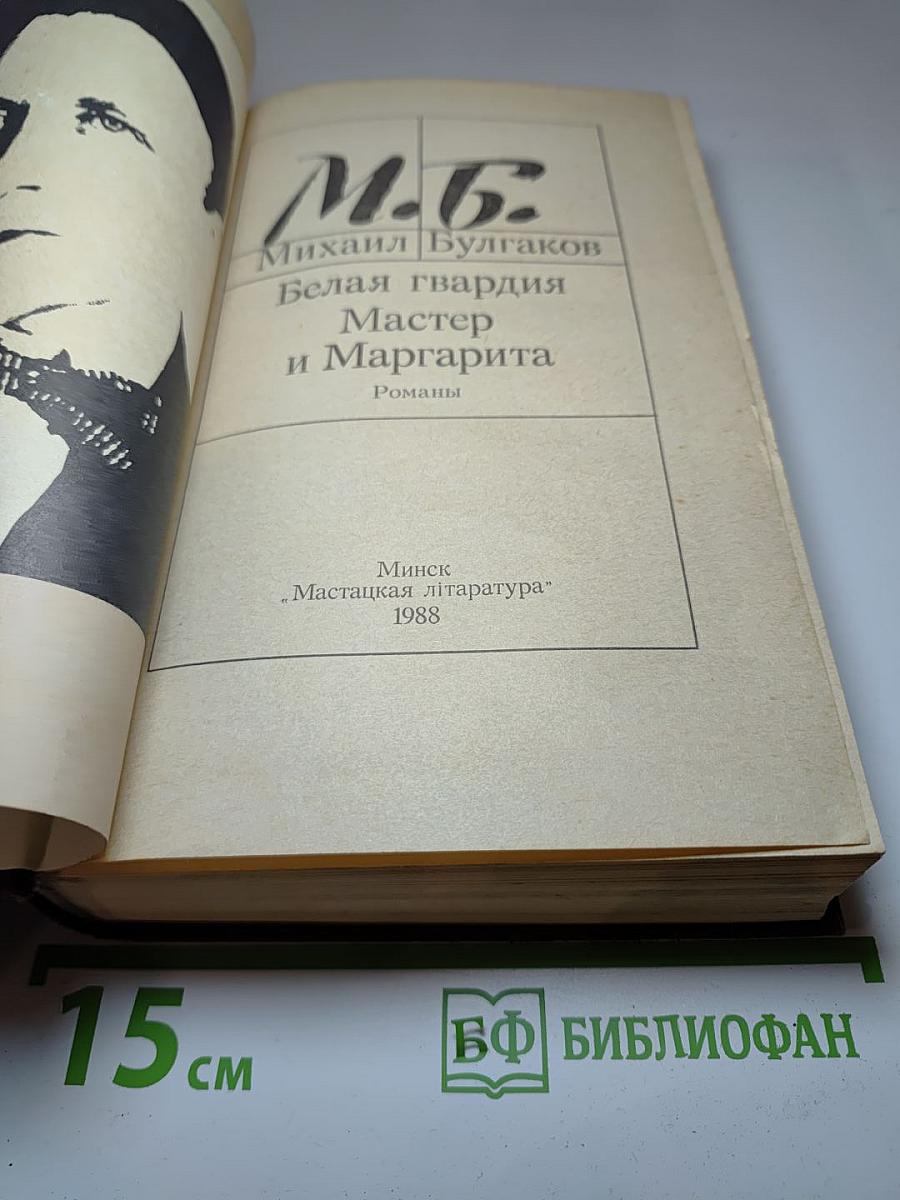 М. Б.
Михаил Булгаков
Белая гвардия
Мастер
и Маргарита
Романы
Минск
„Мастацкая літаратура”
1988
15 см
БФ БИБЛИОФАН